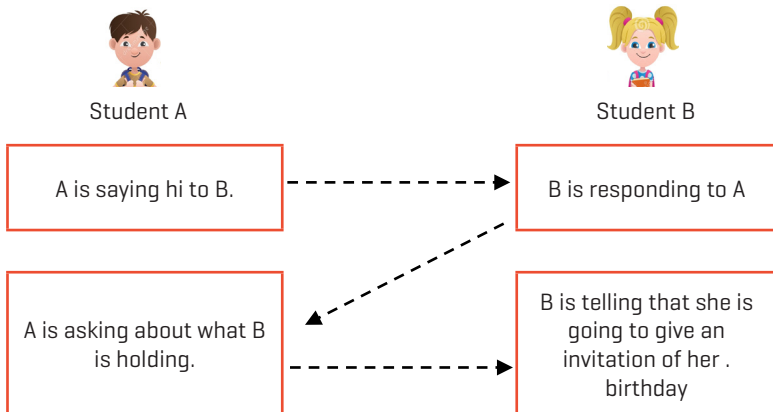 Student A
Student B
A is saying hi to B.
B is responding to A
A is asking about what B
is holding.
B is telling that she is
going to give an
invitation of her .
birthday